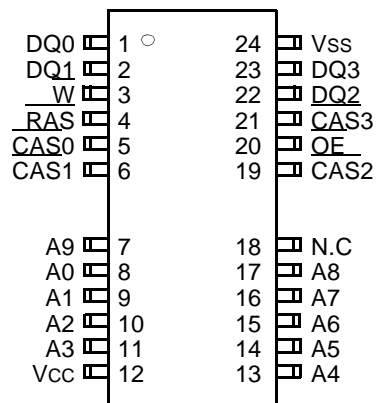 DQ0 1 24 Vss
DQ1 2 23 DQ3
W 3 22 DQ2
RAS 4 21 CAS3
CAS0 5 20 OE
CAS1 6 19 CAS2
A9 7 18 N.C
A0 8 17 A8
A1 9 16 A7
A2 10 15 A6
A3 11 14 A5
Vcc 12 13 A4